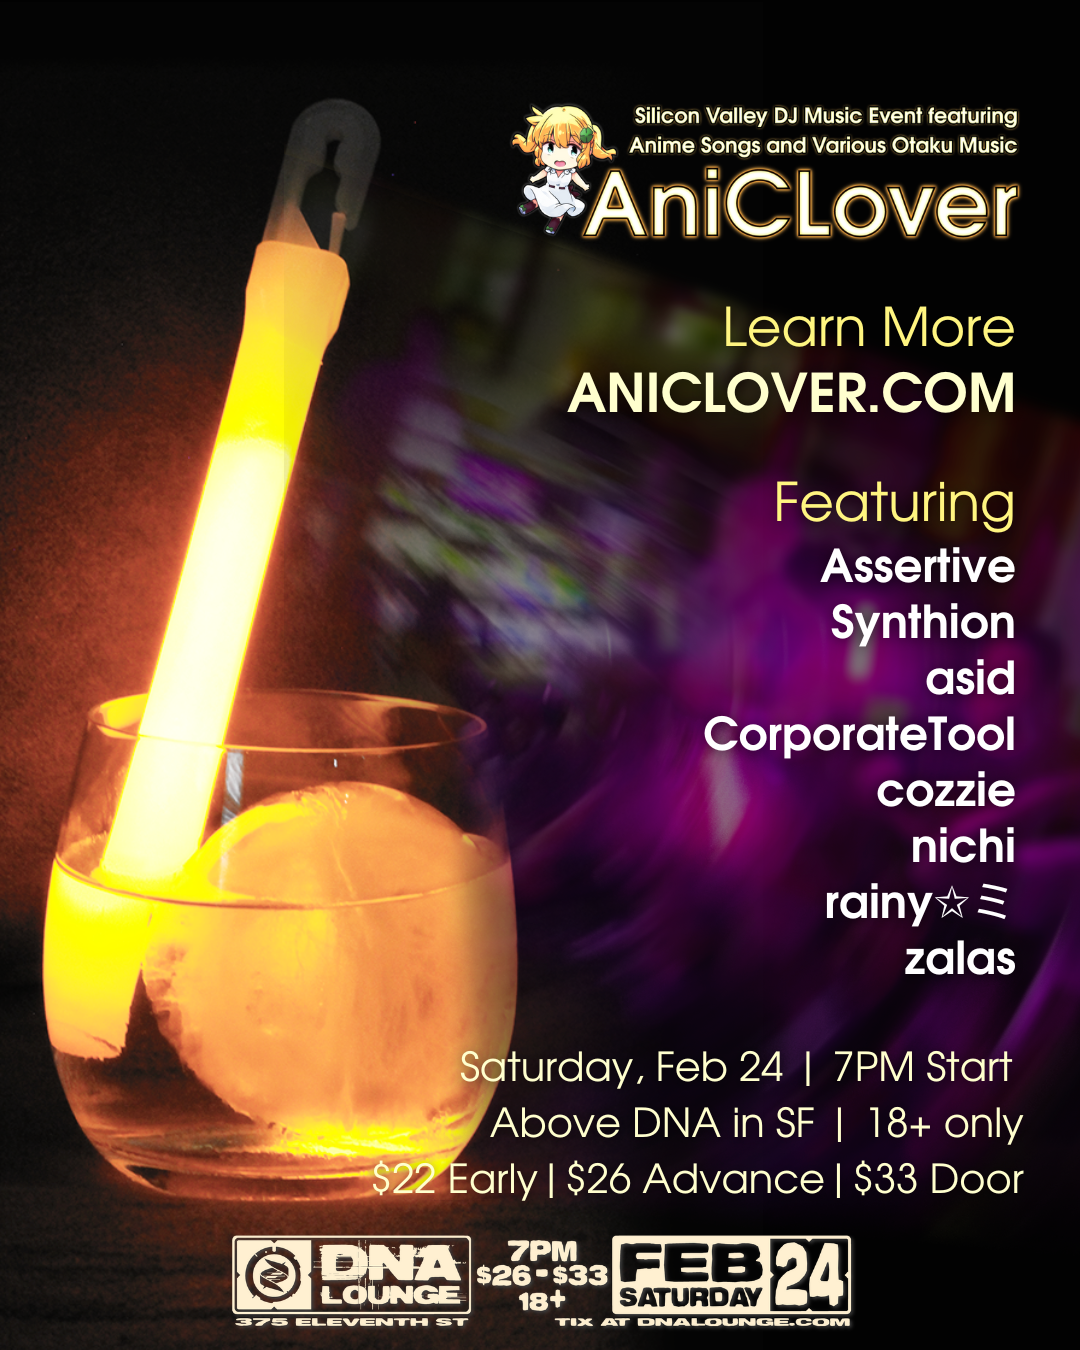 Silicon Valley DJ Music Event featuring
Anime Songs and Various Otaku Music
AniCLover
Learn More
ANICLOVER.COM
Featuring
Assertive
Synthion
asid
CorporateTool
cozzie
nichi
rainy☆ミ
zalas
Saturday, Feb 24 | 7PM Start
Above DNA in SF | 18+ only
$22 Early | $26 Advance | $33 Door
DNA
LOUNGE
375 ELEVENTH ST
7PM
$26-$33
18+
FEB
SATURDAY
24
TIX AT DNALOUNGE.COM